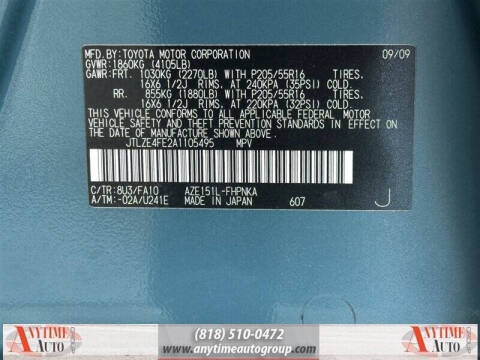 MFD. BY: TOYOTA MOTOR CORPORATION 09/09
GVWR: 1860KG (4105LB)
GAWR: FRT. 1030KG (2270LB) WITH P205/55R16 TIRES.
16X6 1/2J RIMS. AT 240KPA (35PSI) COLD.
RR. 855KG (1880LB) WITH P205/55R16 TIRES.
16X6 1/2J RIMS. AT 220KPA (32PSI) COLD.
THIS VEHICLE CONFORMS TO ALL APPLICABLE FEDERAL MOTOR
VEHICLE SAFETY AND THEFT PREVENTION STANDARDS IN
EFFECT ON THE DATE OF MANUFACTURE SHOWN ABOVE.
JTLZE4FE2A1105495 MPV
C/TR: 8U3/FA10 AZE151L-FHPNKA
A/TM: -02A/U241E MADE IN JAPAN 607
J
ANYTIME AUTO GROUP
(818) 510-0472
www.anytimeautogroup.com
ANYTIME AUTO GROUP